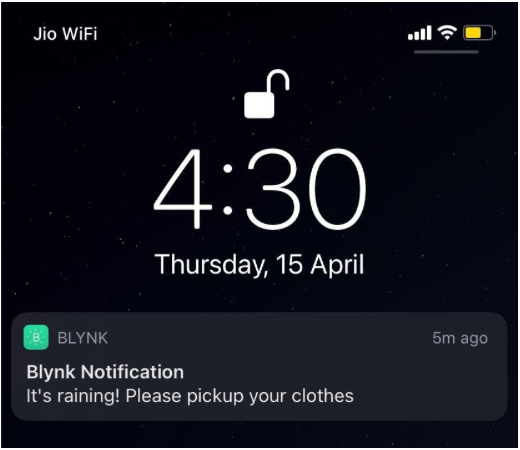 Jio WiFi
4:30
Thursday, 15 April
B BLYNK 5m ago
Blynk Notification
It's raining! Please pickup your clothes